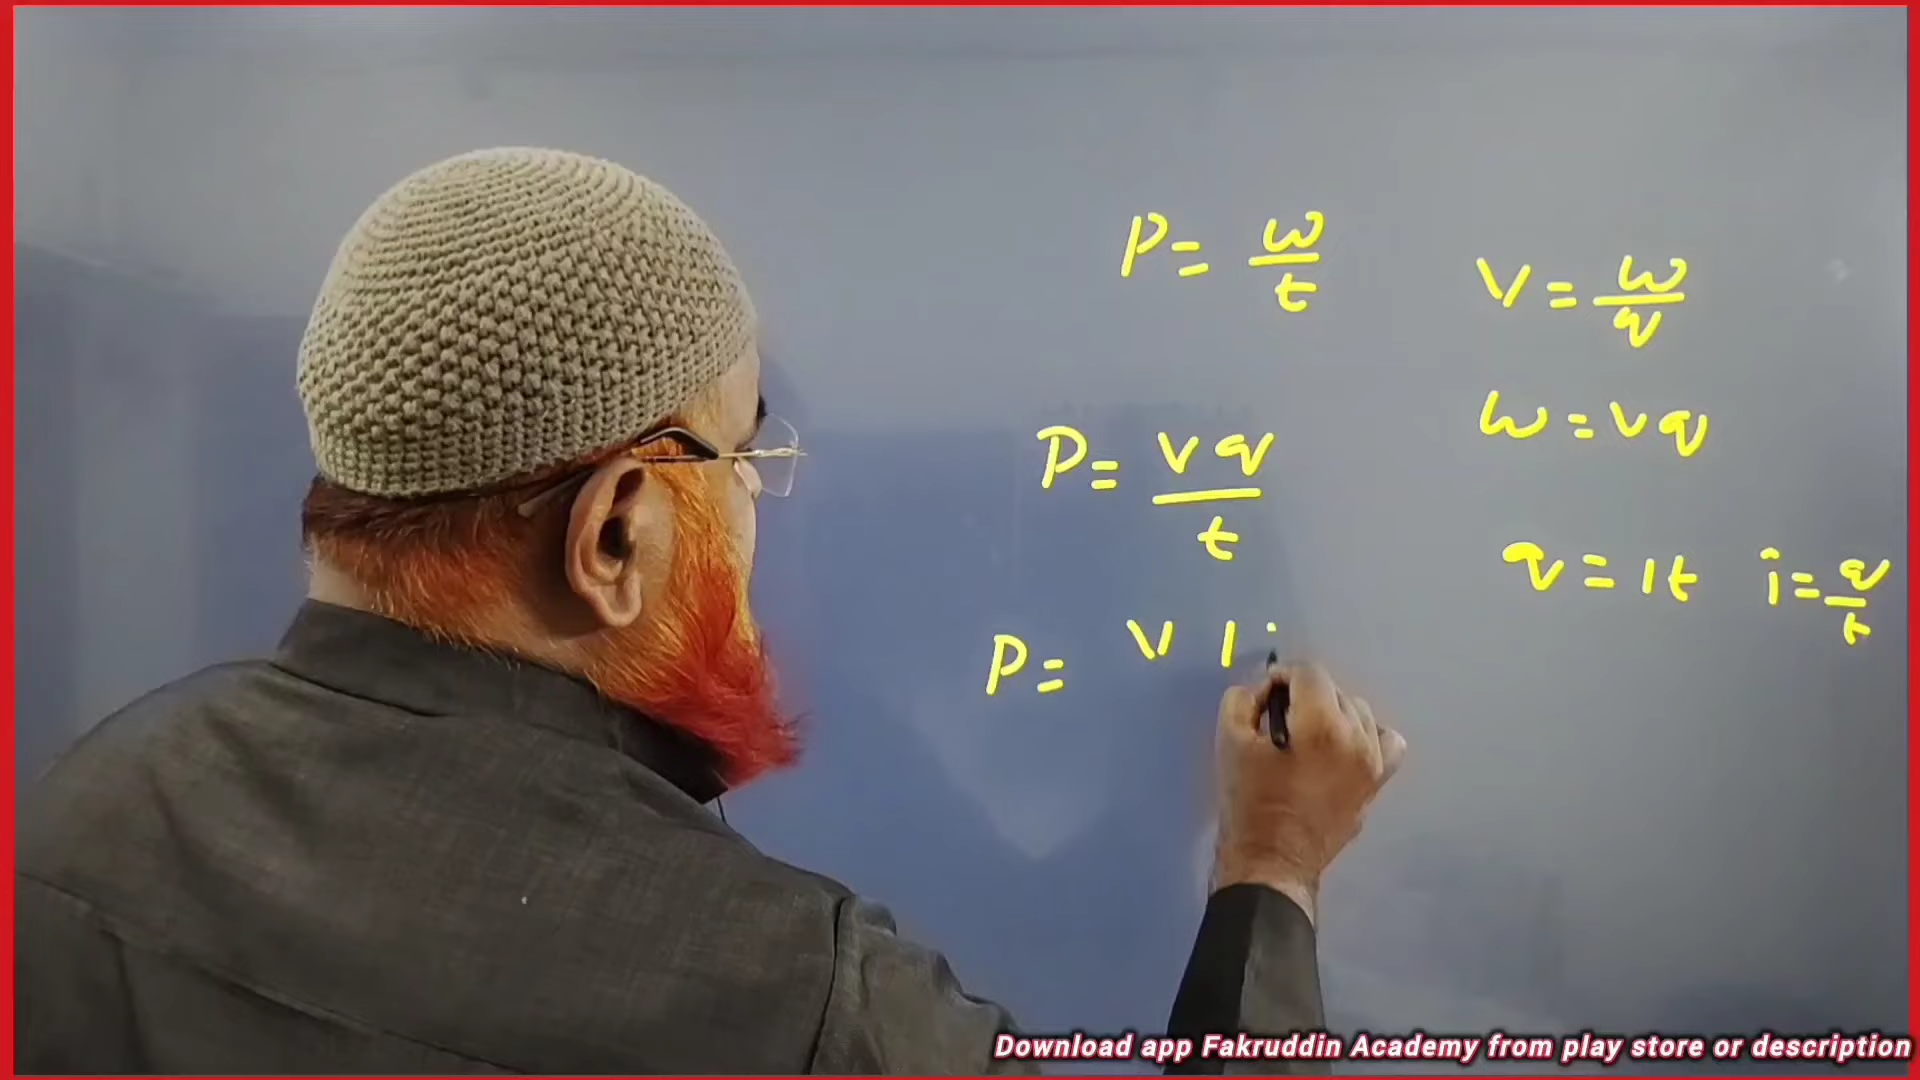 P = w/t
V = w/q
w = vq
P = vq/t
q = It i = q/t
P = V I
Download app Fakruddin Academy from play store or description